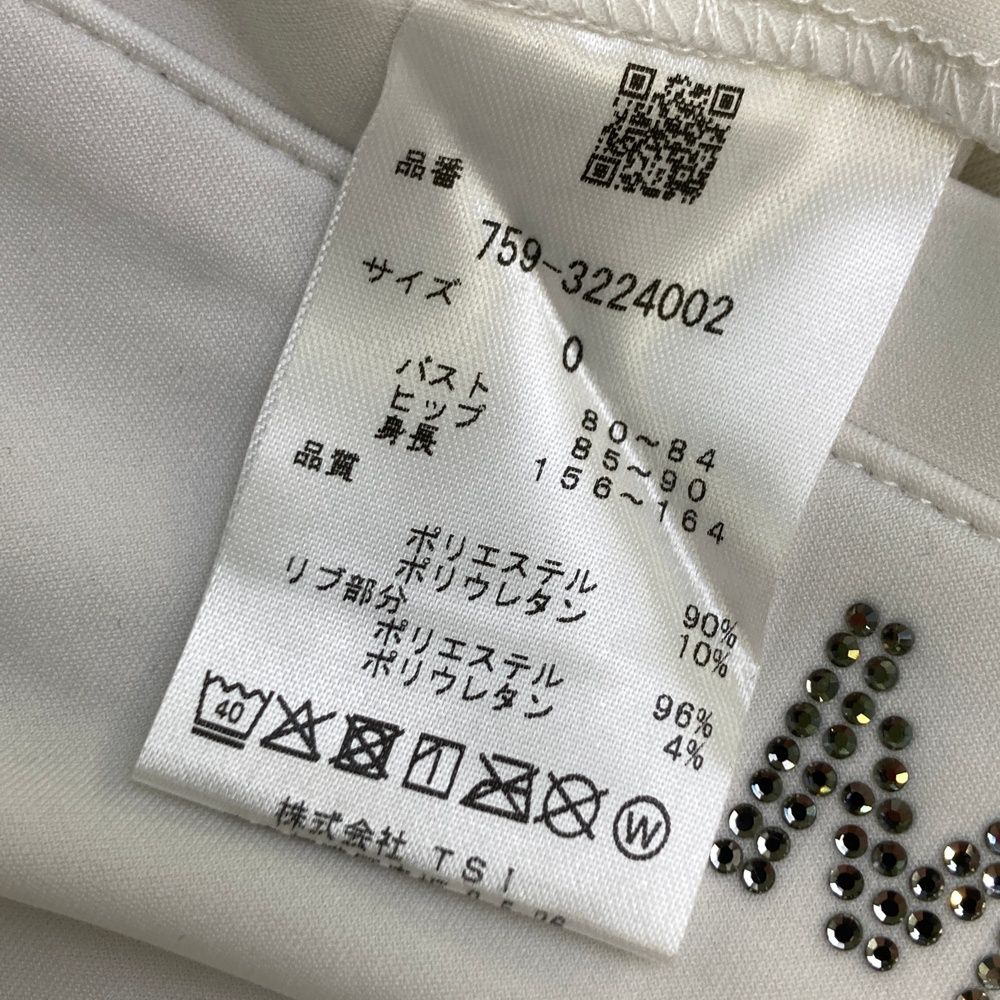 品番
759-3224002
サイズ
0
バスト 80～84
ヒップ 85～90
身長 156～164
品質
ポリエステル 90%
ポリウレタン 10%
リブ部分
ポリエステル 96%
ポリウレタン 4%
40
W
株式会社 TSI